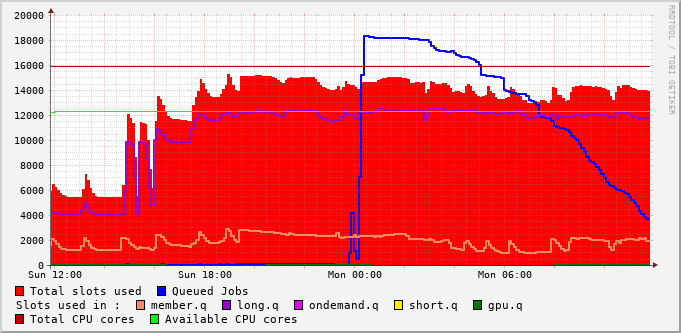 20000
18000
16000
14000
12000
10000
8000
6000
4000
2000
0
Sun 12:00 Sun 18:00 Mon 00:00 Mon 06:00
RRDTOOL / TOBI OETIKER
Total slots used Queued Jobs
Slots used in : member.q long.q ondemand.q short.q gpu.q
Total CPU cores Available CPU cores